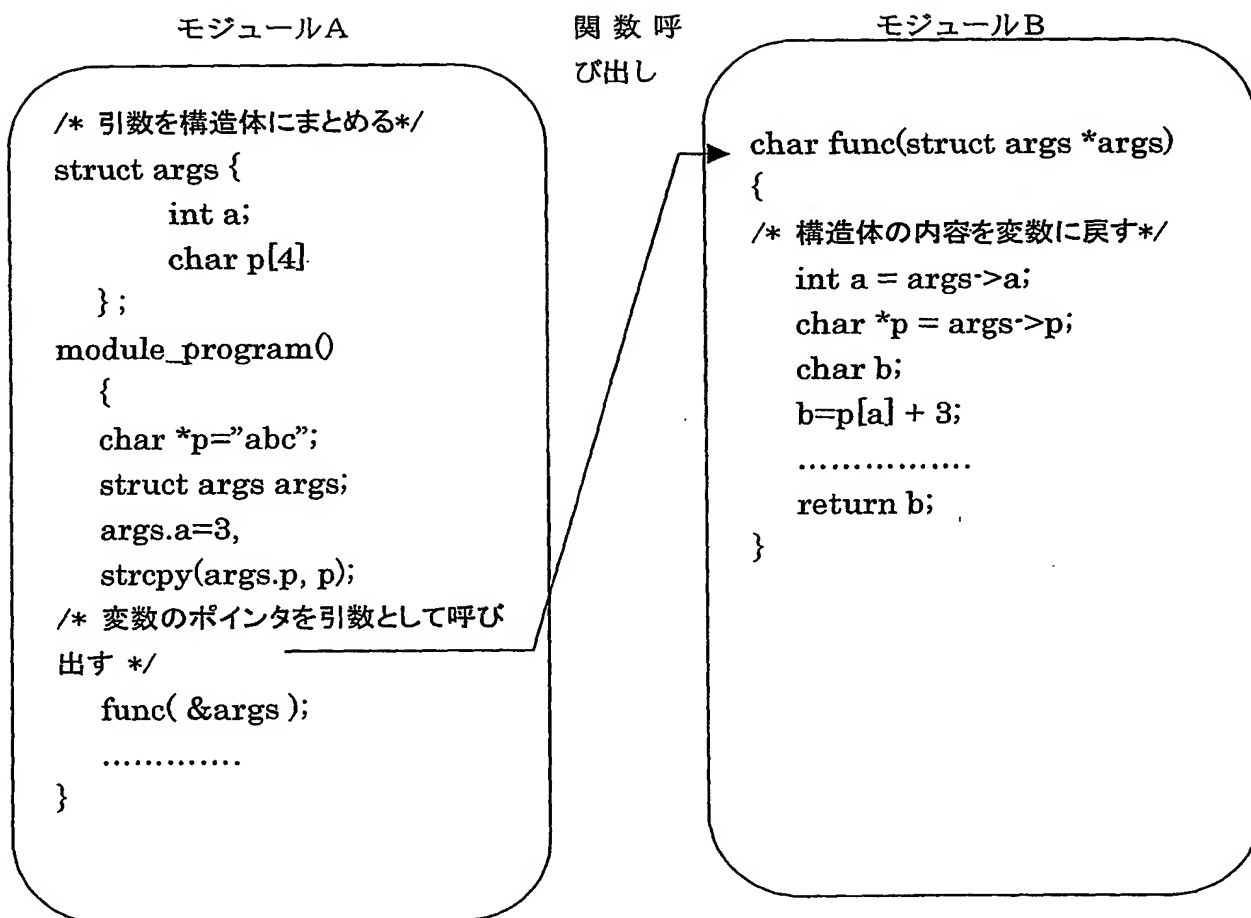 モジュールA
関数呼
び出し
モジュールB
/* 引数を構造体にまとめる*/
struct args {
int a;
char p[4]
} ;
module_program()
{
char *p=”abc”;
struct args args;
args.a=3,
strcpy(args.p, p);
/* 変数のポインタを引数として呼び
出す */
func( &args );
………….
}
char func(struct args *args)
{
/* 構造体の内容を変数に戻す*/
int a = args->a;
char *p = args->p;
char b;
b=p[a] + 3;
…………….
return b;
}